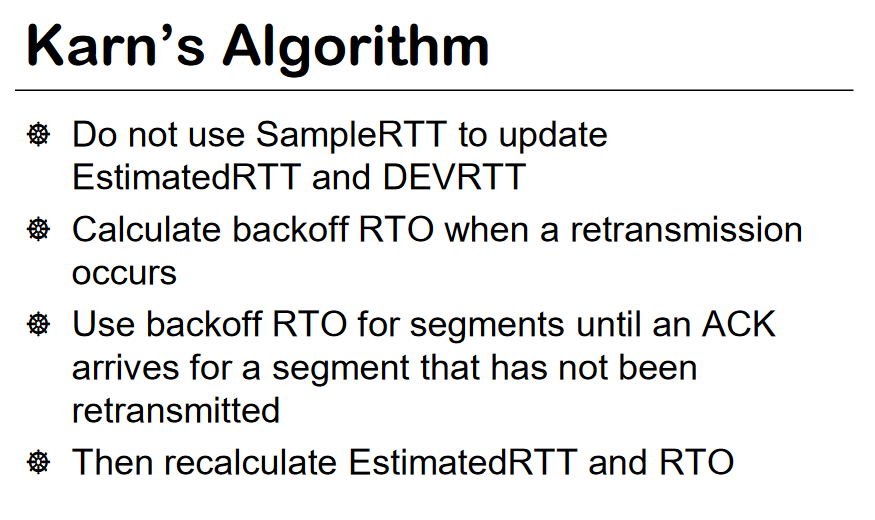 Karn's Algorithm
Do not use SampleRTT to update
EstimatedRTT and DEVRTT
Calculate backoff RTO when a retransmission
occurs
Use backoff RTO for segments until an ACK
arrives for a segment that has not been
retransmitted
Then recalculate EstimatedRTT and RTO